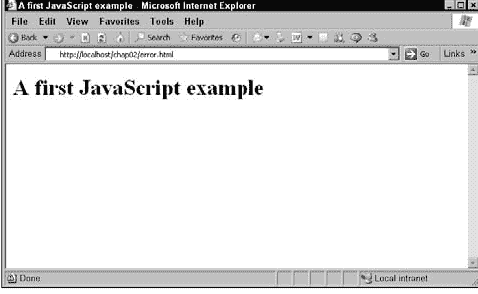 A first JavaScript example - Microsoft Internet Explorer
File Edit View Favorites Tools Help
Back Search Favorites
Address http://localhost/chap02/error.html Go Links »
A first JavaScript example
Done Local intranet